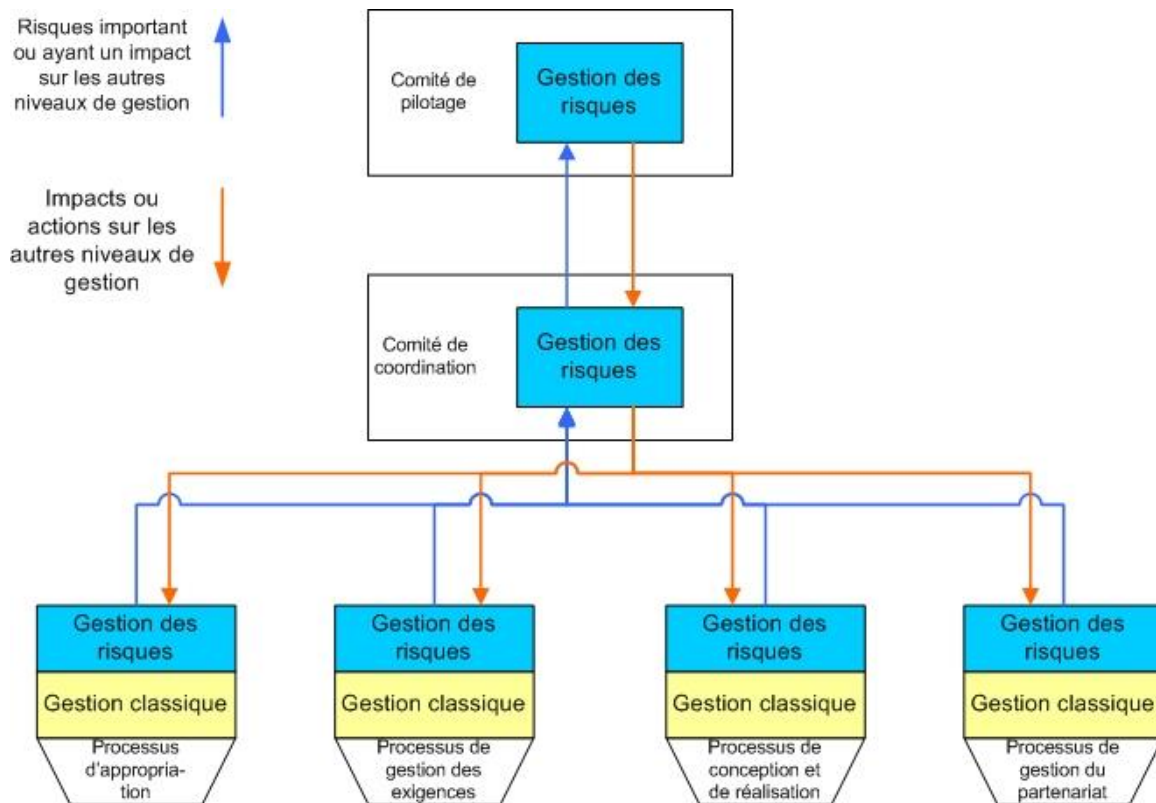 Risques important
ou ayant un impact
sur les autres
niveaux de gestion
Impacts ou
actions sur les
autres niveaux de
gestion
Comité de
pilotage
Gestion des
risques
Comité de
coordination
Gestion des
risques
Gestion des
risques
Gestion classique
Processus
d'appropria-
tion
Gestion des
risques
Gestion classique
Processus de
gestion des
exigences
Gestion des
risques
Gestion classique
Processus de
conception et
de réalisation
Gestion des
risques
Gestion classique
Processus de
gestion du
partenariat